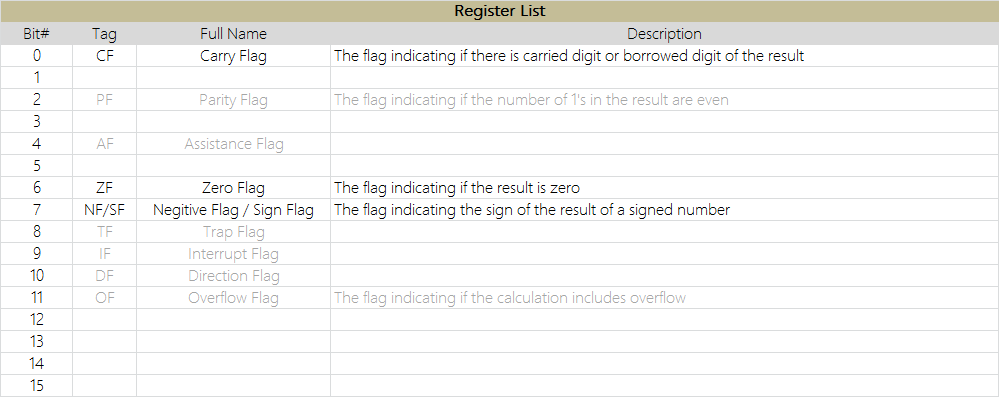 Register List
Bit# Tag Full Name Description
0 CF Carry Flag The flag indicating if there is carried digit or borrowed digit of the result
1
2 PF Parity Flag The flag indicating if the number of 1's in the result are even
3
4 AF Assistance Flag
5
6 ZF Zero Flag The flag indicating if the result is zero
7 NF/SF Negitive Flag / Sign Flag The flag indicating the sign of the result of a signed number
8 TF Trap Flag
9 IF Interrupt Flag
10 DF Direction Flag
11 OF Overflow Flag The flag indicating if the calculation includes overflow
12
13
14
15